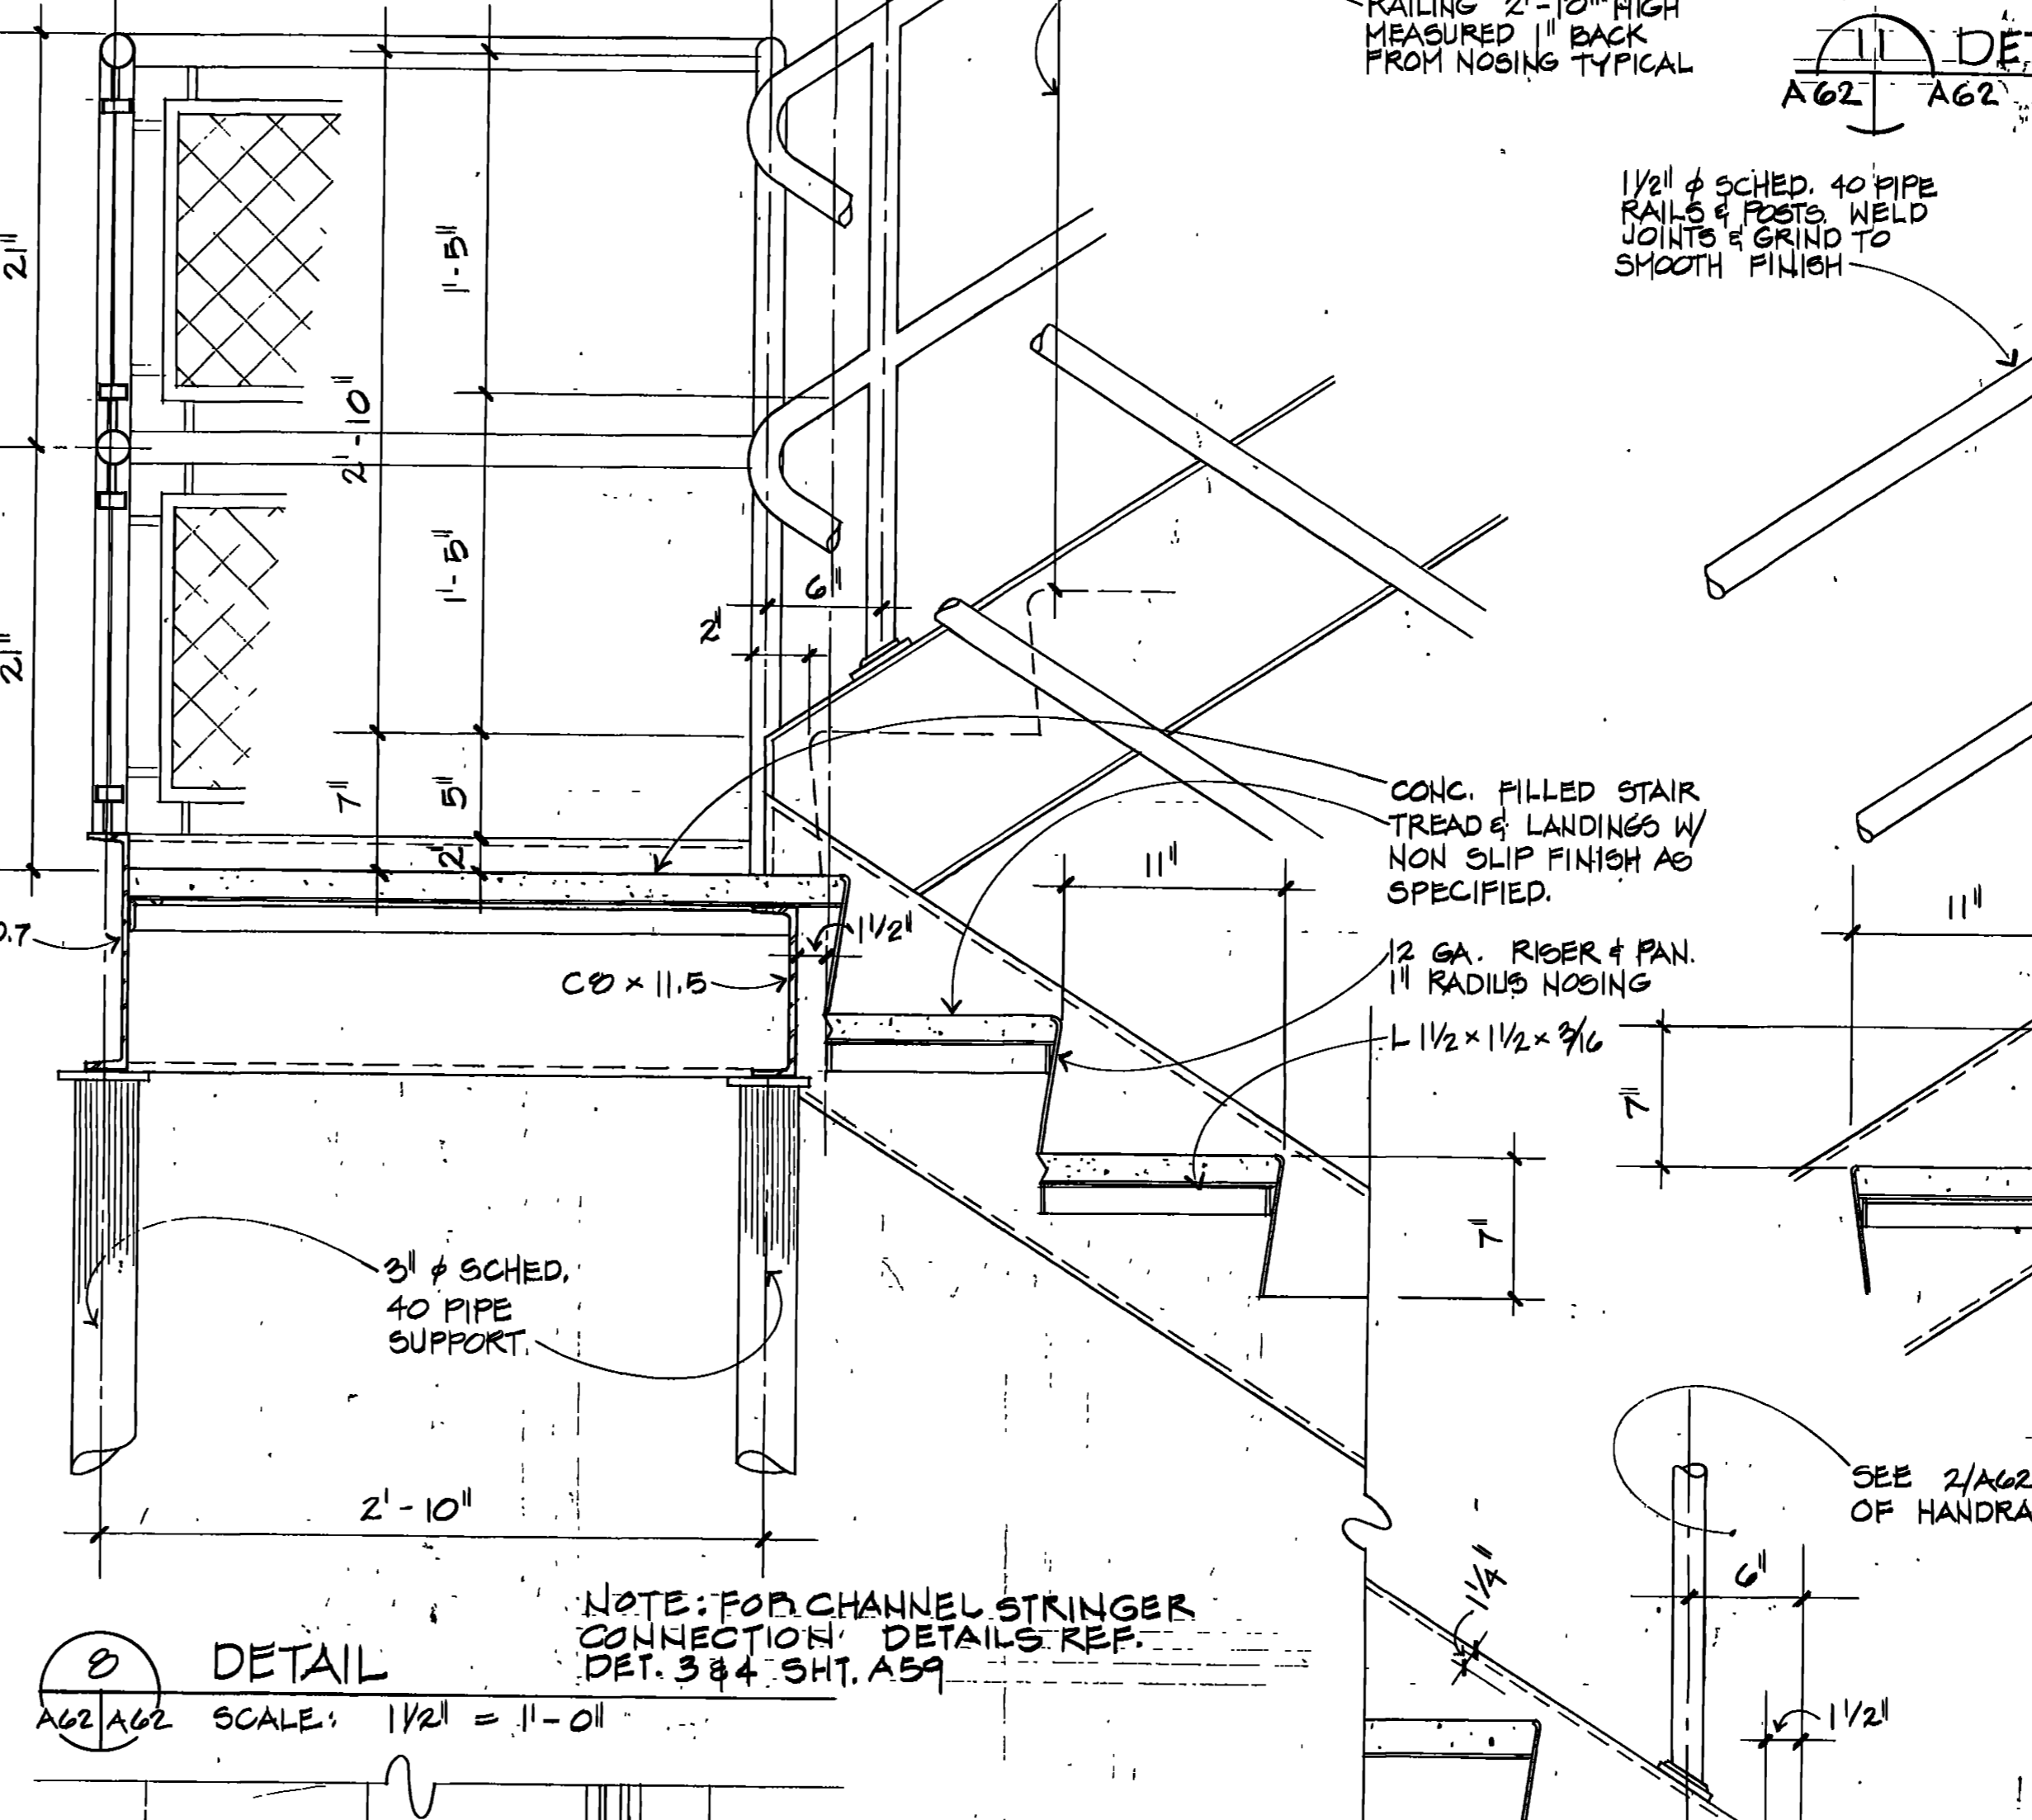 RAILING 2'-10" HIGH
MEASURED 1" BACK
FROM NOSING TYPICAL
11
A62 A62
1 1/2" φ SCHED. 40 PIPE
RAILS & POSTS. WELD
JOINTS & GRIND TO
SMOOTH FINISH
21"
21"
2'-10"
1'-5"
1'-5"
7"
5"
2"
6"
2"
CONC. FILLED STAIR
TREAD & LANDINGS W/
NON SLIP FINISH AS
SPECIFIED.
11"
11"
12 GA. RISER & PAN.
1" RADIUS NOSING
L 1 1/2 x 1 1/2 x 3/16
1 1/2"
C8 x 11.5
7"
7"
3" φ SCHED.
40 PIPE
SUPPORT.
2'-10"
SEE 2/A62
6"
1 1/4"
1 1/2"
NOTE: FOR CHANNEL STRINGER
CONNECTION DETAILS REF.
DET. 3 & 4 SHT. A59
8 DETAIL
A62 A62 SCALE: 1 1/2" = 1'-0"